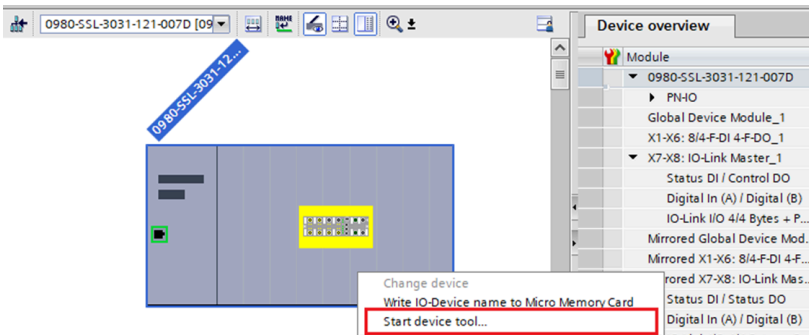 0980-SSL-3031-121-007D [09
Device overview
Module
0980-SSL-3031-12...
0980-SSL-3031-121-007D
PN-IO
Global Device Module_1
X1-X6: 8/4-F-DI 4-F-DO_1
X7-X8: IO-Link Master_1
Status DI / Control DO
Digital In (A) / Digital (B)
IO-Link I/O 4/4 Bytes + P...
Mirrored Global Device Mod.
Mirrored X1-X6: 8/4-F-DI 4-F...
Change device
rored X7-X8: IO-Link Mas...
Write IO-Device name to Micro Memory Card
Status DI / Status DO
Start device tool...
Digital In (A) / Digital (B)